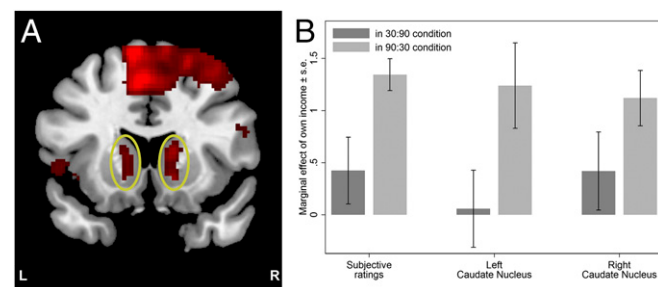 A
L
R
B
in 30:90 condition
in 90:30 condition
Marginal effect of own income ± s.e.
1.5
1
.5
0
Subjective
ratings
Left
Caudate Nucleus
Right
Caudate Nucleus